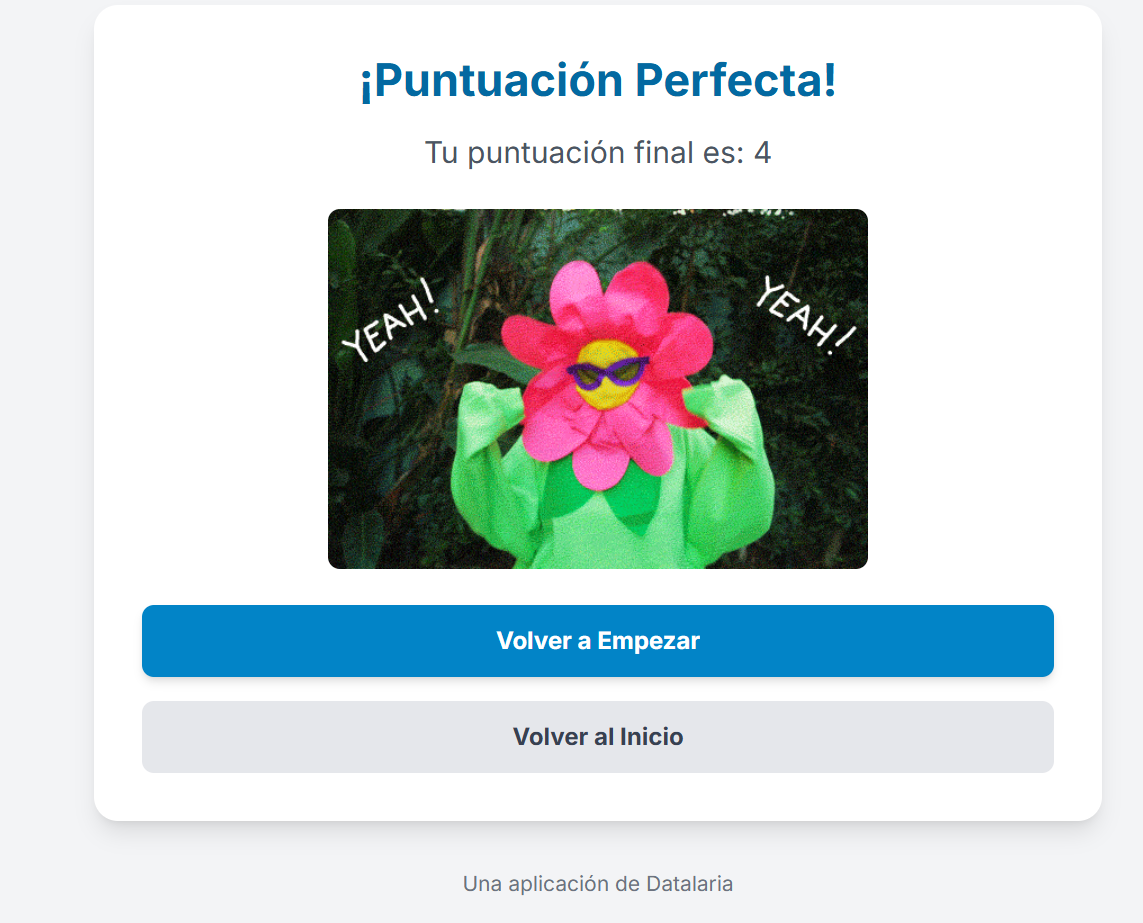 ¡Puntuación Perfecta!
Tu puntuación final es: 4
YEAH!
YEAH!
Volver a Empezar
Volver al Inicio
Una aplicación de Datalaria